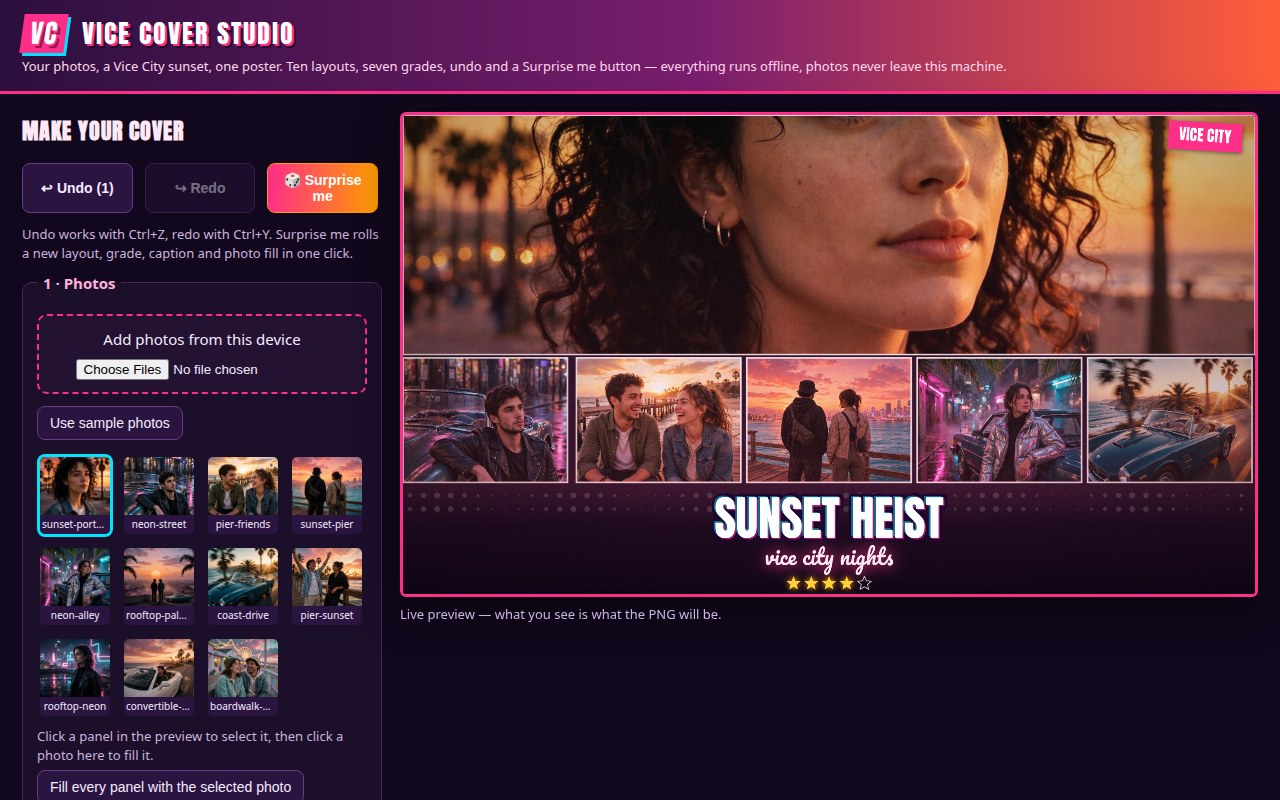 VC VICE COVER STUDIO
Your photos, a Vice City sunset, one poster. Ten layouts, seven grades, undo and a Surprise me button — everything runs offline, photos never leave this machine.
MAKE YOUR COVER
↩ Undo (1)
↪ Redo
🎲 Surprise
me
Undo works with Ctrl+Z, redo with Ctrl+Y. Surprise me rolls
a new layout, grade, caption and photo fill in one click.
1 · Photos
Add photos from this device
Choose Files No file chosen
Use sample photos
sunset-port...
neon-street
pier-friends
sunset-pier
neon-alley
rooftop-pal...
coast-drive
pier-sunset
rooftop-neon
convertible-...
boardwalk-...
Click a panel in the preview to select it, then click a
photo here to fill it.
Fill every panel with the selected photo
VICE CITY
SUNSET HEIST
vice city nights
★★★★☆
Live preview — what you see is what the PNG will be.